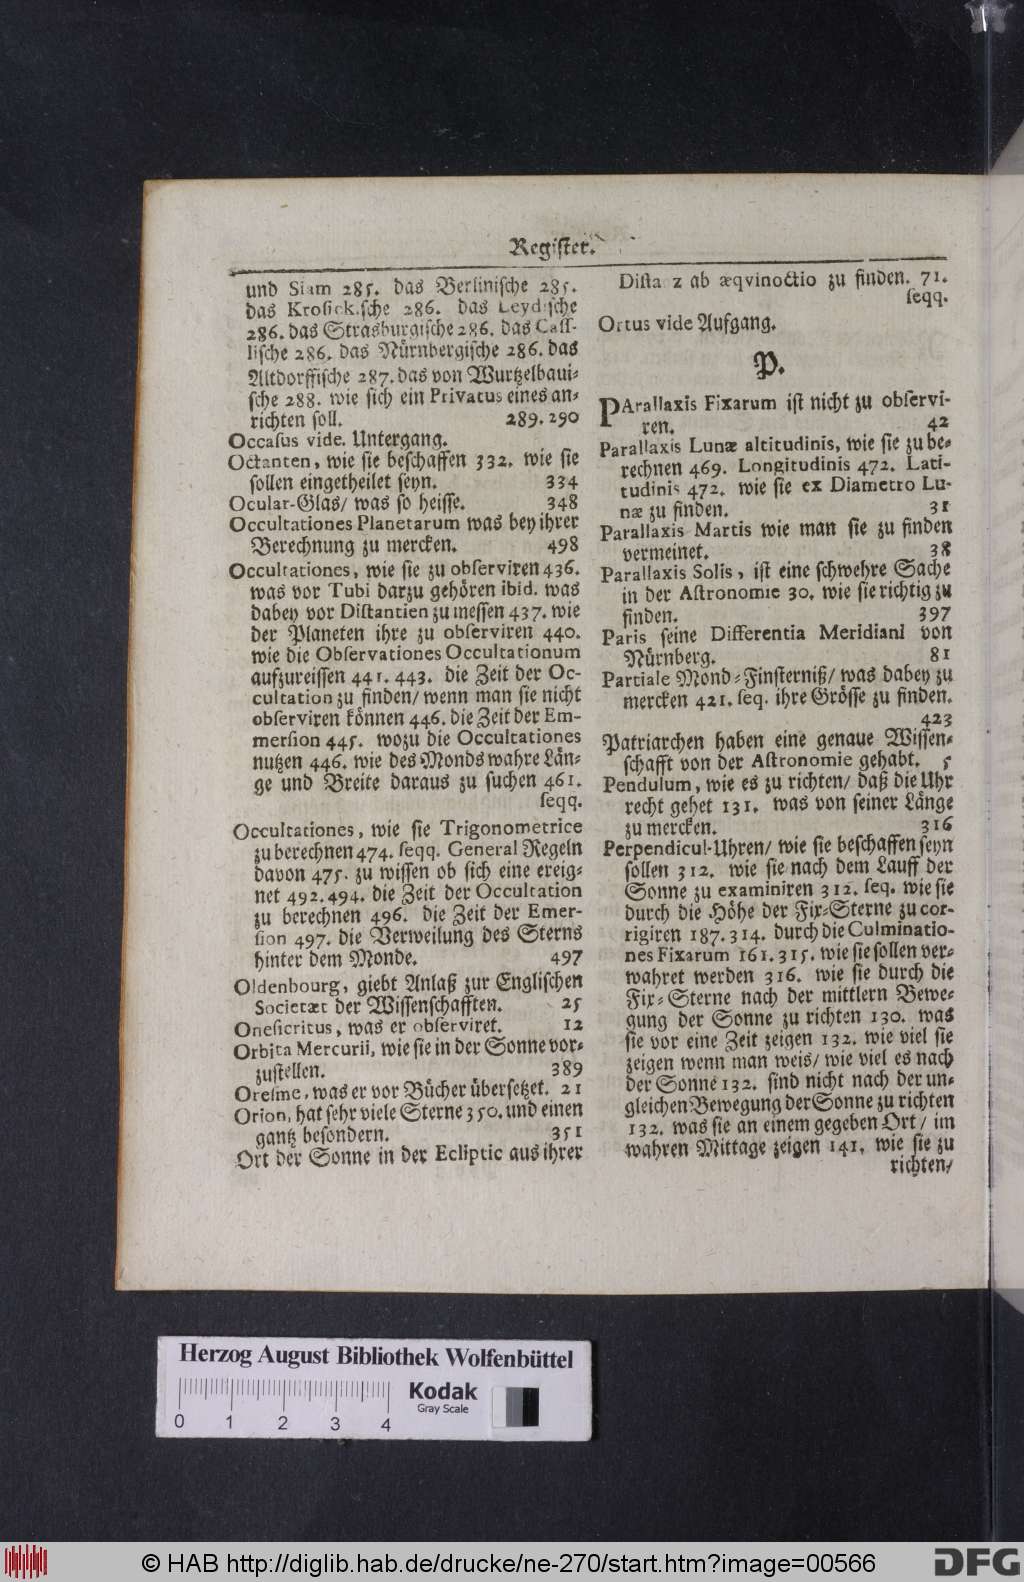 Register.
und Siam 285. das Berlinische 285.
das Krosickische 286. das Leydische
286. das Strasburgische 286. das Cass-
lische 286. das Nürnbergische 286. das
Altdorffische 287. das von Wurtzelbaui-
sche 288. wie sich ein Privatus eines an-
richten soll. 289. 290
Occasus vide. Untergang.
Octanten, wie sie beschaffen 332. wie sie
sollen eingetheilet seyn. 334
Ocular-Glas/ was so heisse. 348
Occultationes Planetarum was bey ihrer
Berechnung zu mercken. 498
Occultationes, wie sie zu observiren 436.
was vor Tubi darzu gehören ibid. was
dabey vor Distantien zu messen 437. wie
der Planeten ihre zu observiren 440.
wie die Observationes Occultationum
aufzureissen 441. 443. die Zeit der Oc-
cultation zu finden/ wenn man sie nicht
observiren können 446. die Zeit der Em-
mersion 445. wozu die Occultationes
nutzen 446. wie des Monds wahre Län-
ge und Breite daraus zu suchen 461.
seqq.
Occultationes, wie sie Trigonometrice
zu berechnen 474. seqq. General Regeln
davon 475. zu wissen ob sich eine ereig-
net 492. 494. die Zeit der Occultation
zu berechnen 496. die Zeit der Emer-
sion 497. die Verweilung des Sterns
hinter dem Monde. 497
Oldenbourg, giebt Anlaß zur Englischen
Societæt der Wissenschafften. 25
Onesicritus, was er observiret. 12
Orbita Mercurii, wie sie in der Sonne vor-
zustellen. 389
Oresme, was er vor Bücher übersetzet. 21
Orion, hat sehr viele Sterne 350. und einen
gantz besondern. 351
Ort der Sonne in der Ecliptic aus ihrer
Distanz ab æqvinoctio zu finden. 71.
seqq.
Ortus vide Aufgang.
P.
PArallaxis Fixarum ist nicht zu observi-
ren. 42
Parallaxis Lunæ altitudinis, wie sie zu be-
rechnen 469. Longitudinis 472. Lati-
tudinis 472. wie sie ex Diametro Lu-
næ zu finden. 31
Parallaxis Martis wie man sie zu finden
vermeinet. 38
Parallaxis Solis, ist eine schwehre Sache
in der Astronomie 30. wie sie richtig zu
finden. 397
Paris seine Differentia Meridiani von
Nürnberg. 81
Partiale Mond-Finsterniß/ was dabey zu
mercken 421. seq. ihre Grösse zu finden.
423
Patriarchen haben eine genaue Wissen-
schafft von der Astronomie gehabt. 5
Pendulum, wie es zu richten/ daß die Uhr
recht gehet 131. was von seiner Länge
zu mercken. 316
Perpendicul-Uhren/ wie sie beschaffen seyn
sollen 312. wie sie nach dem Lauff der
Sonne zu examiniren 312. seq. wie sie
durch die Höhe der Fix-Sterne zu cor-
rigiren 187. 314. durch die Culminatio-
nes Fixarum 161. 315. wie sie sollen ver-
wahret werden 316. wie sie durch die
Fix-Sterne nach der mittlern Bewe-
gung der Sonne zu richten 130. was
sie vor eine Zeit zeigen 132. wie viel sie
zeigen wenn man weis/ wie viel es nach
der Sonne 132. sind nicht nach der un-
gleichen Bewegung der Sonne zu richten
132. was sie an einem gegeben Ort/ im
wahren Mittage zeigen 141. wie sie zu
richten/
Herzog August Bibliothek Wolfenbüttel
Kodak
Gray Scale
0 1 2 3 4
© HAB http://diglib.hab.de/drucke/ne-270/start.htm?image=00566
DFG